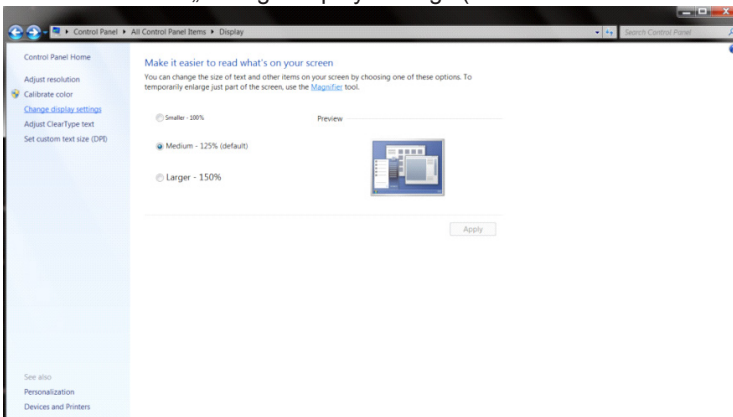 „Change display settings(
Control Panel ▸ All Control Panel Items ▸ Display
Search Control Panel
Control Panel Home
Adjust resolution
Calibrate color
Change display settings
Adjust ClearType text
Set custom text size (DPI)
See also
Personalization
Devices and Printers
Make it easier to read what's on your screen
You can change the size of text and other items on your screen by choosing one of these options. To
temporarily enlarge just part of the screen, use the Magnifier tool.
Smaller - 100%
Preview
Medium - 125% (default)
Larger - 150%
Apply